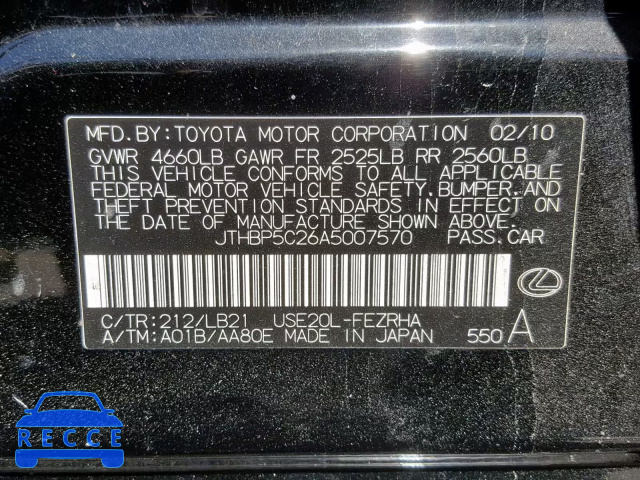 MFD.BY:TOYOTA MOTOR CORPORATION 02/10
GVWR 4660LB GAWR FR 2525LB RR 2560LB
THIS VEHICLE CONFORMS TO ALL APPLICABLE
FEDERAL MOTOR VEHICLE SAFETY,BUMPER,AND
THEFT PREVENTION STANDARDS IN EFFECT ON
THE DATE OF MANUFACTURE SHOWN ABOVE.
JTHBP5C26A5007570 PASS.CAR
C/TR:212/LB21 USE20L-FEZRHA
A/TM:A01B/AA80E MADE IN JAPAN 550 A
RECCE